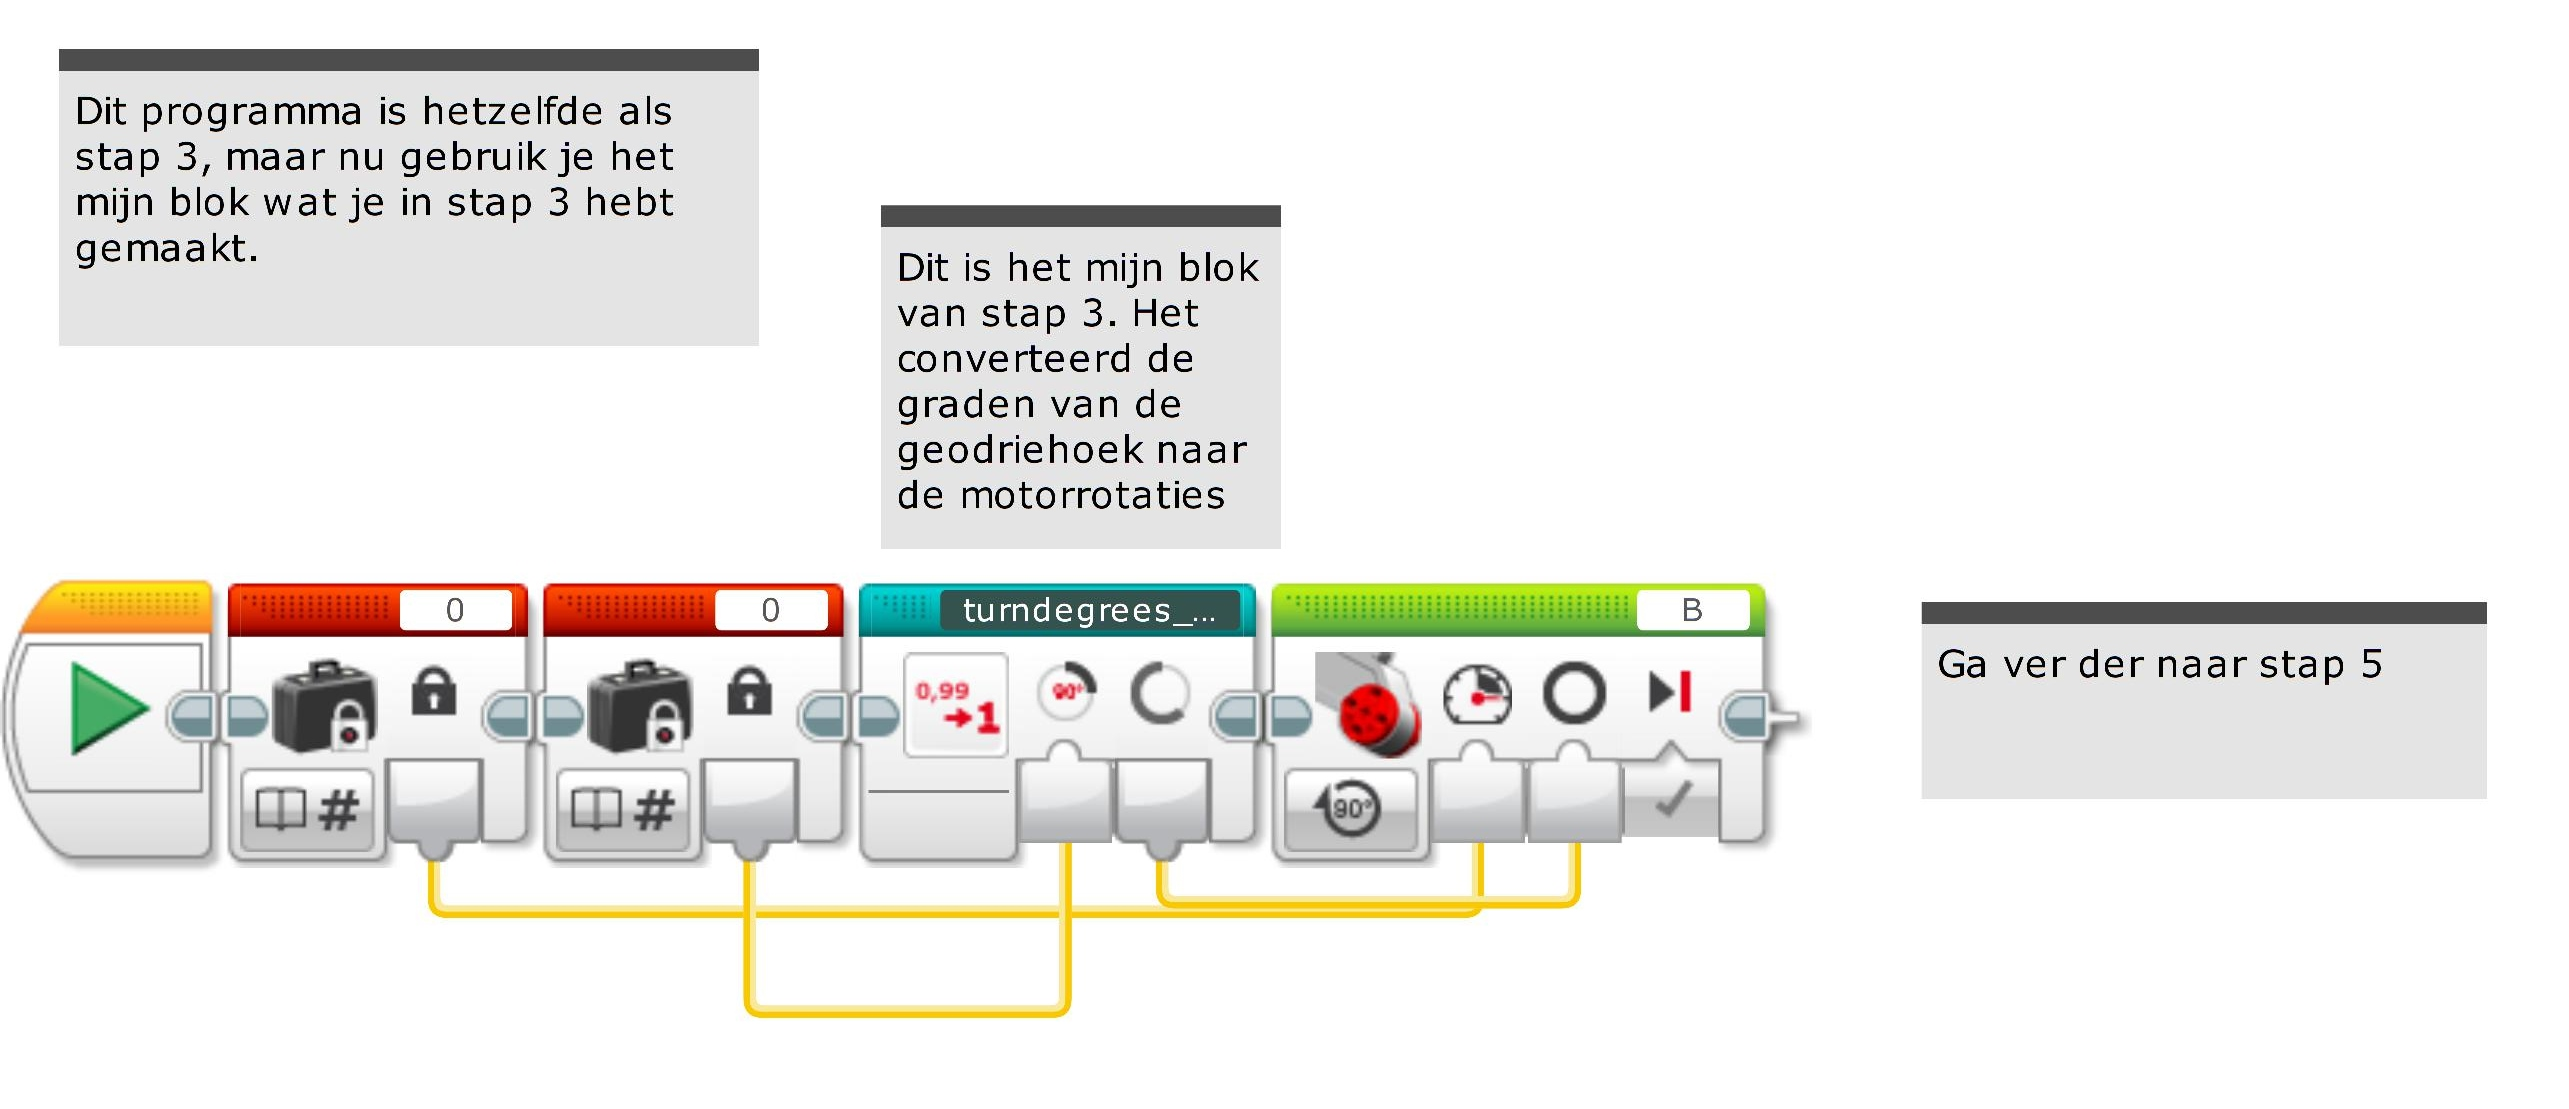 Dit programma is hetzelfde als
stap 3, maar nu gebruik je het
mijn blok wat je in stap 3 hebt
gemaakt.
Dit is het mijn blok
van stap 3. Het
converteerd de
graden van de
geodriehoek naar
de motorrotaties
0
0
turndegrees_...
B
0,99
1
90°
#
#
90°
Ga ver der naar stap 5